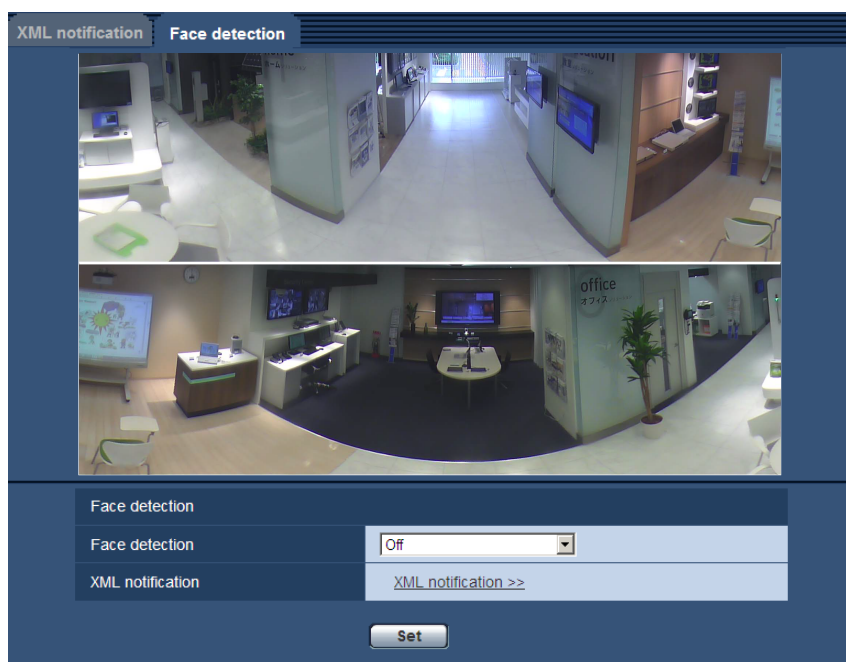 XML notification
Face detection
office
オフィス
Face detection
Face detection
Off
XML notification
XML notification >>
Set